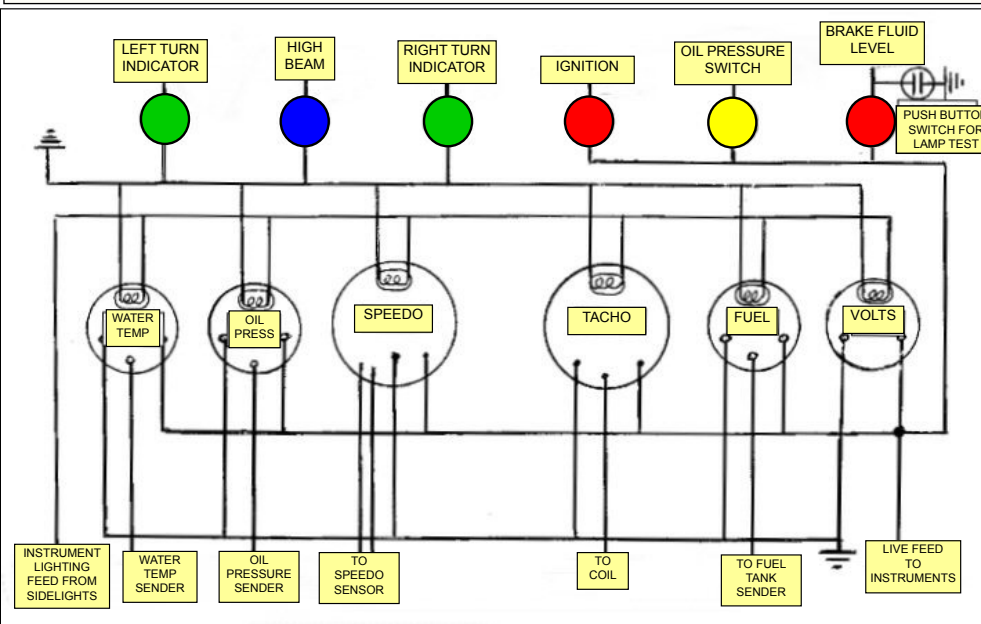 LEFT TURN
INDICATOR
HIGH
BEAM
RIGHT TURN
INDICATOR
IGNITION
OIL PRESSURE
SWITCH
BRAKE FLUID
LEVEL
PUSH BUTTO
SWITCH FOR
LAMP TEST
WATER
TEMP
OIL
PRESS
SPEEDO
TACHO
FUEL
VOLTS
INSTRUMENT
LIGHTING
FEED FROM
SIDELIGHTS
WATER
TEMP
SENDER
OIL
PRESSURE
SENDER
TO
SPEEDO
SENSOR
TO
COIL
TO FUEL
TANK
SENDER
LIVE FEED
TO
INSTRUMENTS